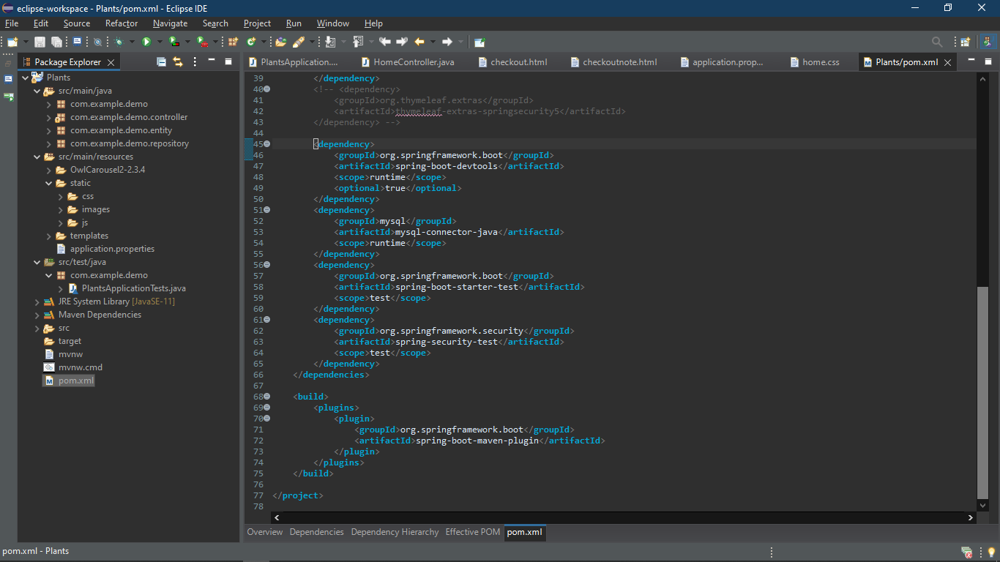 eclipse-workspace - Plants/pom.xml - Eclipse IDE
File Edit Source Refactor Navigate Search Project Run Window Help
Package Explorer
PlantsApplication.... HomeController.java checkout.html checkoutnote.html application.prop... home.css Plants/pom.xml
Plants
src/main/java
com.example.demo
com.example.demo.controller
com.example.demo.entity
com.example.demo.repository
src/main/resources
OwlCarousel2-2.3.4
static
css
images
js
templates
application.properties
src/test/java
com.example.demo
PlantsApplicationTests.java
JRE System Library [JavaSE-11]
Maven Dependencies
src
target
mvnw
mvnw.cmd
pom.xml
39 </dependency>
40 <!-- <dependency>
41 <groupId>org.thymeleaf.extras</groupId>
42 <artifactId>thymeleaf-extras-springsecurity5</artifactId>
43 </dependency> -->
44
45 <dependency>
46 <groupId>org.springframework.boot</groupId>
47 <artifactId>spring-boot-devtools</artifactId>
48 <scope>runtime</scope>
49 <optional>true</optional>
50 </dependency>
51 <dependency>
52 <groupId>mysql</groupId>
53 <artifactId>mysql-connector-java</artifactId>
54 <scope>runtime</scope>
55 </dependency>
56 <dependency>
57 <groupId>org.springframework.boot</groupId>
58 <artifactId>spring-boot-starter-test</artifactId>
59 <scope>test</scope>
60 </dependency>
61 <dependency>
62 <groupId>org.springframework.security</groupId>
63 <artifactId>spring-security-test</artifactId>
64 <scope>test</scope>
65 </dependency>
66 </dependencies>
67
68 <build>
69 <plugins>
70 <plugin>
71 <groupId>org.springframework.boot</groupId>
72 <artifactId>spring-boot-maven-plugin</artifactId>
73 </plugin>
74 </plugins>
75 </build>
76
77 </project>
78
Overview Dependencies Dependency Hierarchy Effective POM pom.xml
pom.xml - Plants